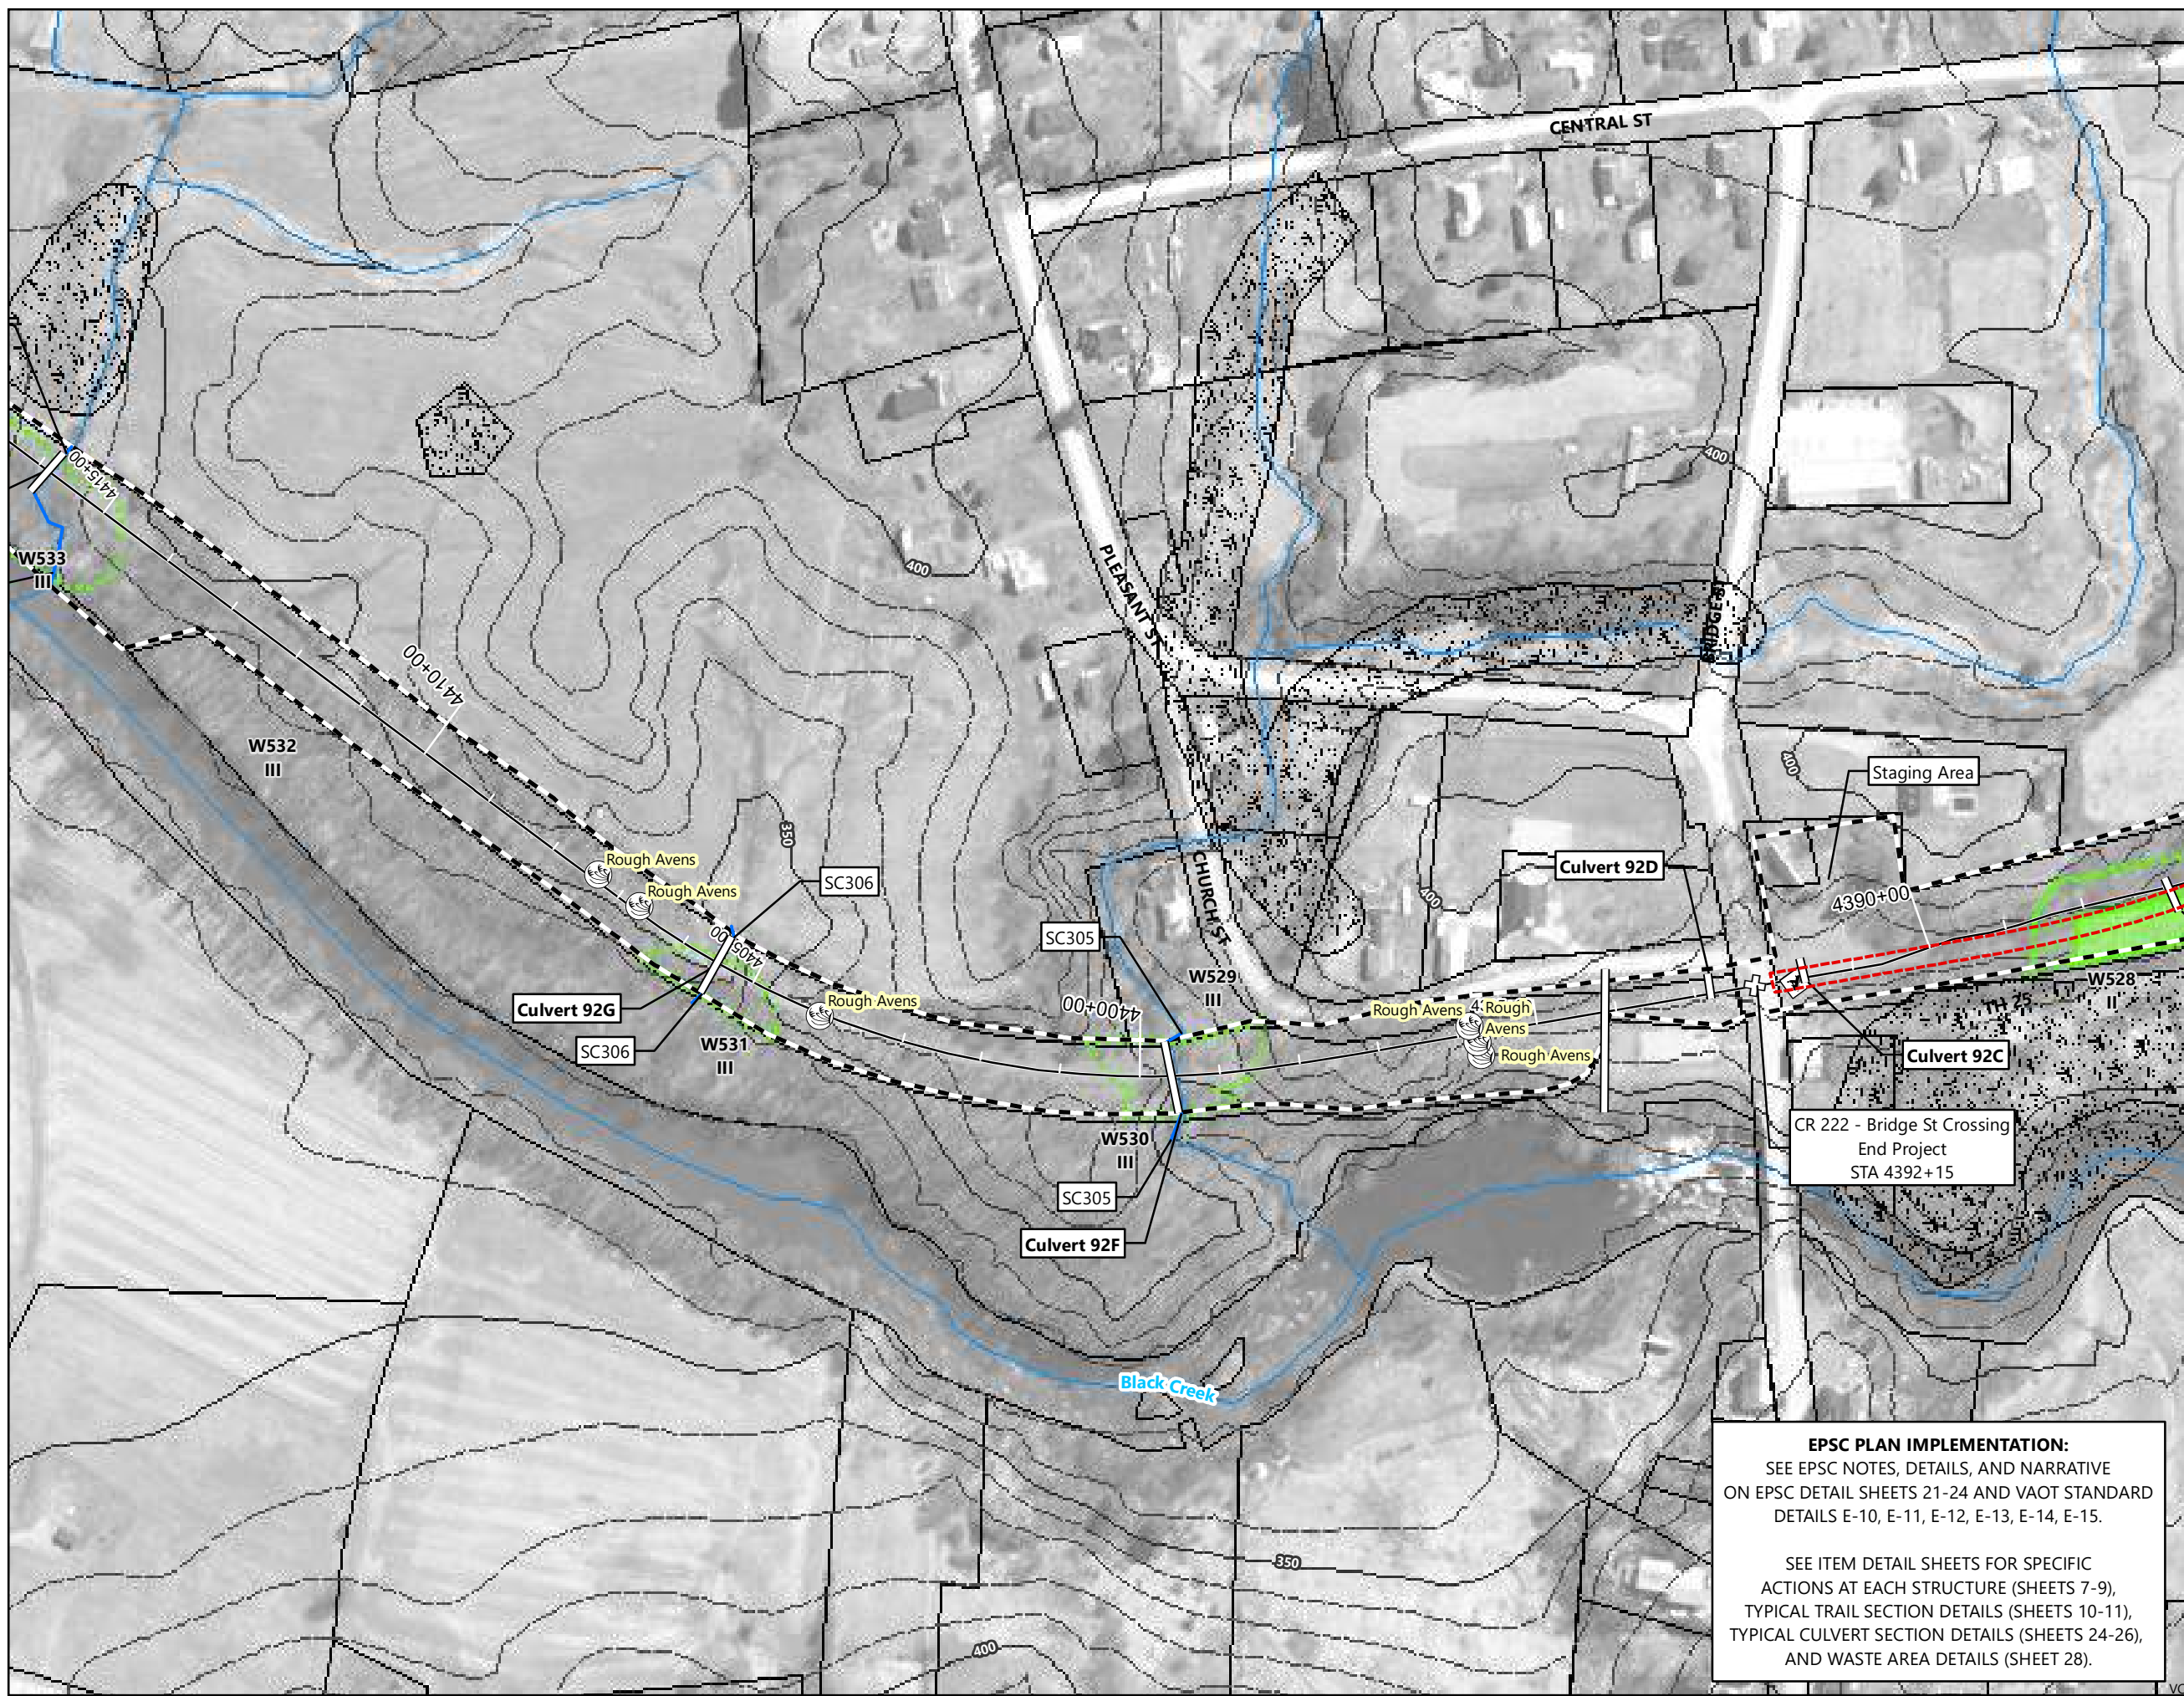 CENTRAL ST
400
4415+00
PLEASANT ST
BRIDGE ST
W533
III
4410+00
W532
III
400
Staging Area
350
Rough Avens
Rough Avens
SC306
CHURCH ST
400
Culvert 92D
4390+00
SC305
W529
III
Culvert 92G
Rough Avens
4400+00
Rough Avens
Rough
Avens
Rough Avens
TH 25
W528
II
SC306
W531
III
Culvert 92C
W530
III
CR 222 - Bridge St Crossing
End Project
STA 4392+15
SC305
Culvert 92F
Black Creek
350
400
EPSC PLAN IMPLEMENTATION:
SEE EPSC NOTES, DETAILS, AND NARRATIVE
ON EPSC DETAIL SHEETS 21-24 AND VAOT STANDARD
DETAILS E-10, E-11, E-12, E-13, E-14, E-15.
SEE ITEM DETAIL SHEETS FOR SPECIFIC
ACTIONS AT EACH STRUCTURE (SHEETS 7-9),
TYPICAL TRAIL SECTION DETAILS (SHEETS 10-11),
TYPICAL CULVERT SECTION DETAILS (SHEETS 24-26),
AND WASTE AREA DETAILS (SHEET 28).